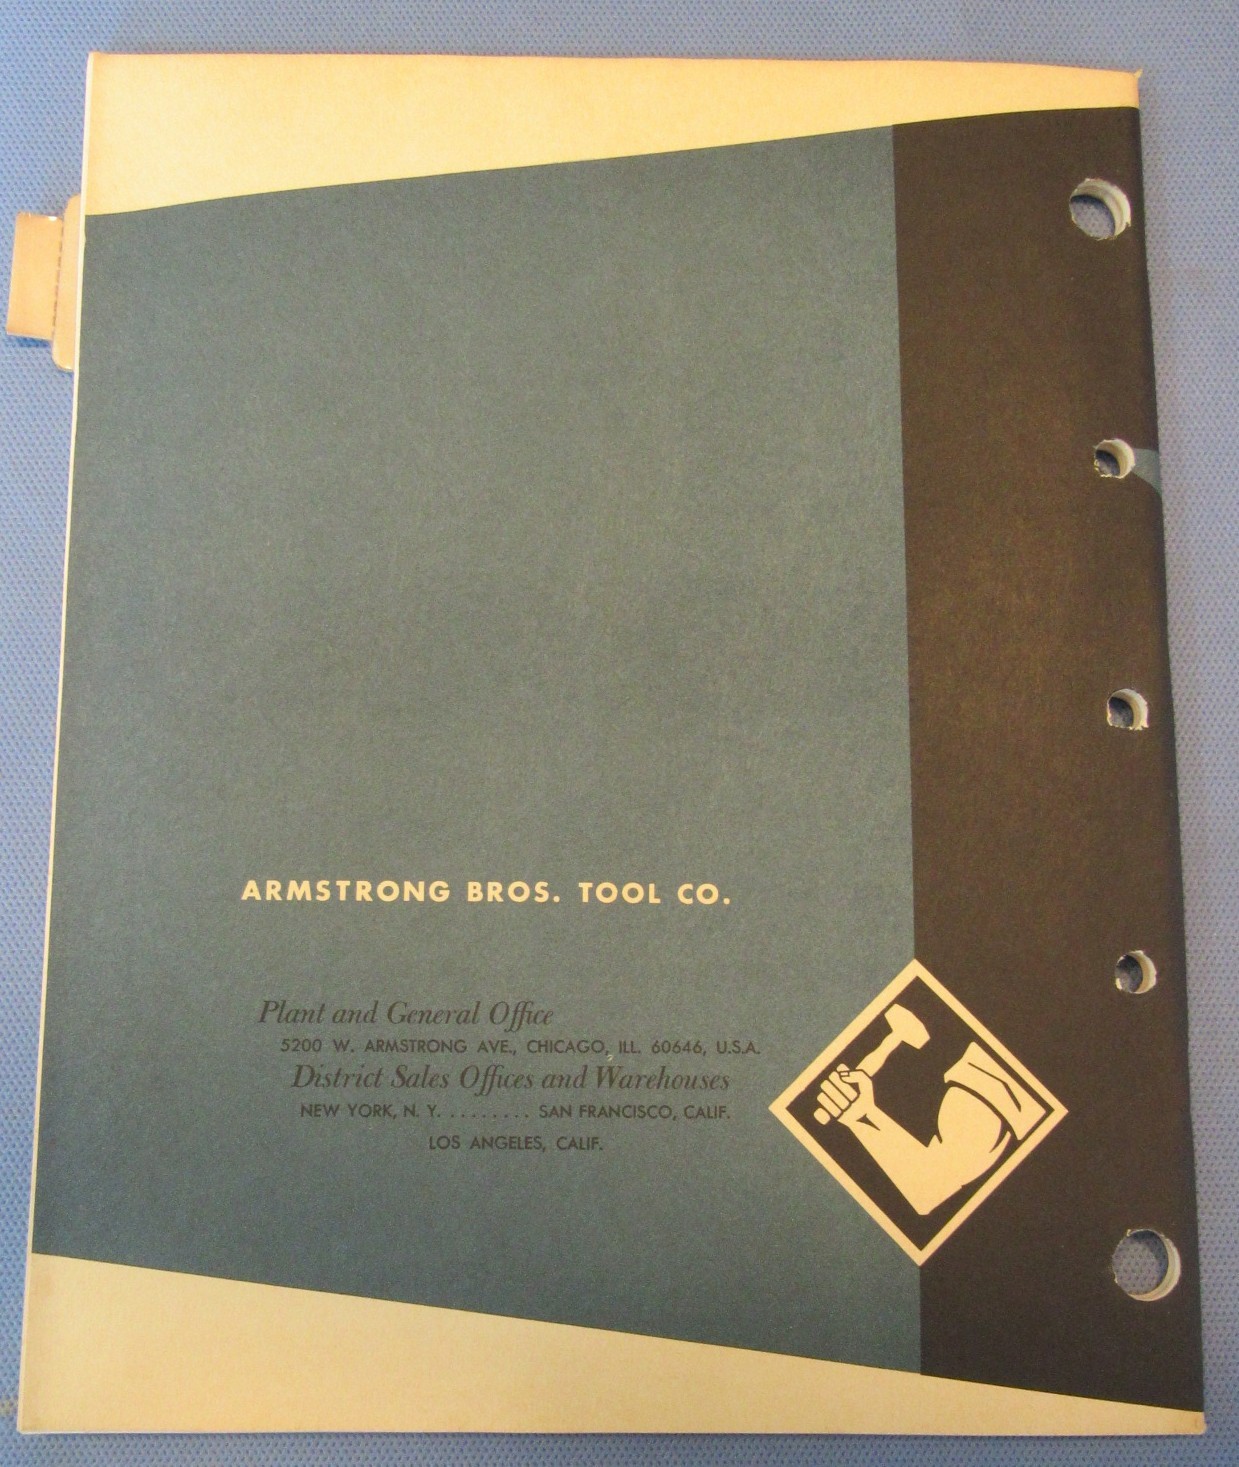 ARMSTRONG BROS. TOOL CO.
Plant and General Office
5200 W. ARMSTRONG AVE., CHICAGO, ILL. 60646, U.S.A.
District Sales Offices and Warehouses
NEW YORK, N. Y. . . . . . . . . SAN FRANCISCO, CALIF.
LOS ANGELES, CALIF.